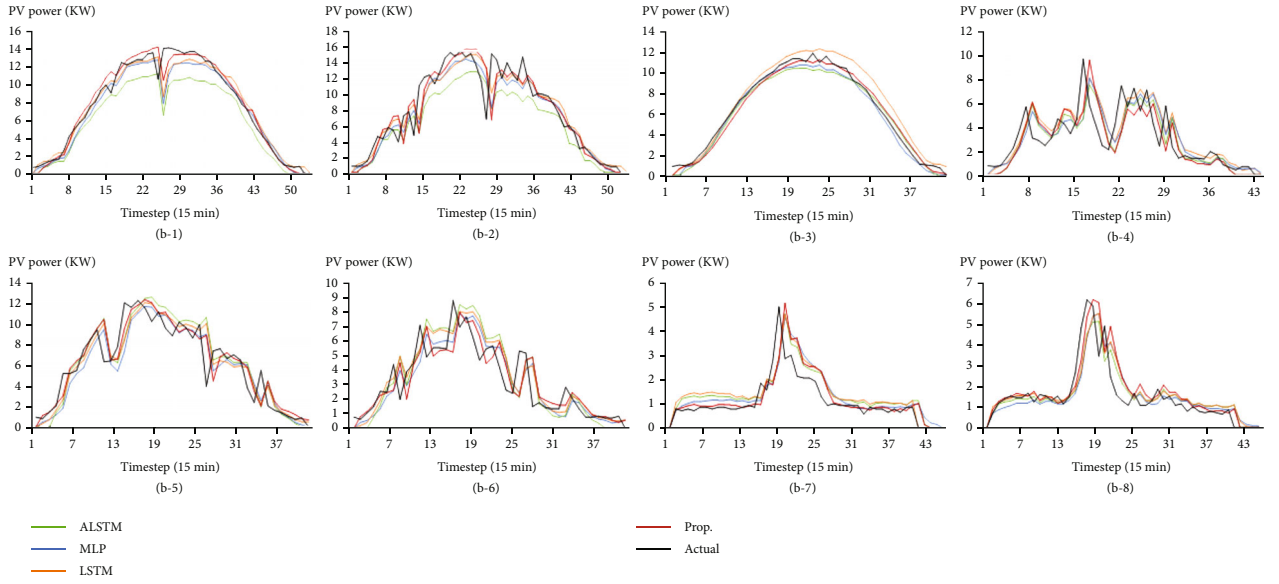 PV power (KW)
16
14
12
10
8
6
4
2
0
1 8 15 22 29 36 43 50
Timestep (15 min)
(b-1)
PV power (KW)
18
16
14
12
10
8
6
4
2
0
1 8 15 22 29 36 43 50
Timestep (15 min)
(b-2)
PV power (KW)
14
12
10
8
6
4
2
0
1 7 13 19 25 31 37
Timestep (15 min)
(b-3)
PV power (KW)
12
10
8
6
4
2
0
1 8 15 22 29 36 43
Timestep (15 min)
(b-4)
PV power (KW)
14
12
10
8
6
4
2
0
1 7 13 19 25 31 37
Timestep (15 min)
(b-5)
PV power (KW)
10
9
8
7
6
5
4
3
2
1
0
1 7 13 19 25 31 37
Timestep (15 min)
(b-6)
PV power (KW)
6
5
4
3
2
1
0
1 7 13 19 25 31 37 43
Timestep (15 min)
(b-7)
PV power (KW)
7
6
5
4
3
2
1
0
1 7 13 19 25 31 37 43
Timestep (15 min)
(b-8)
ALSTM
MLP
LSTM
Prop.
Actual